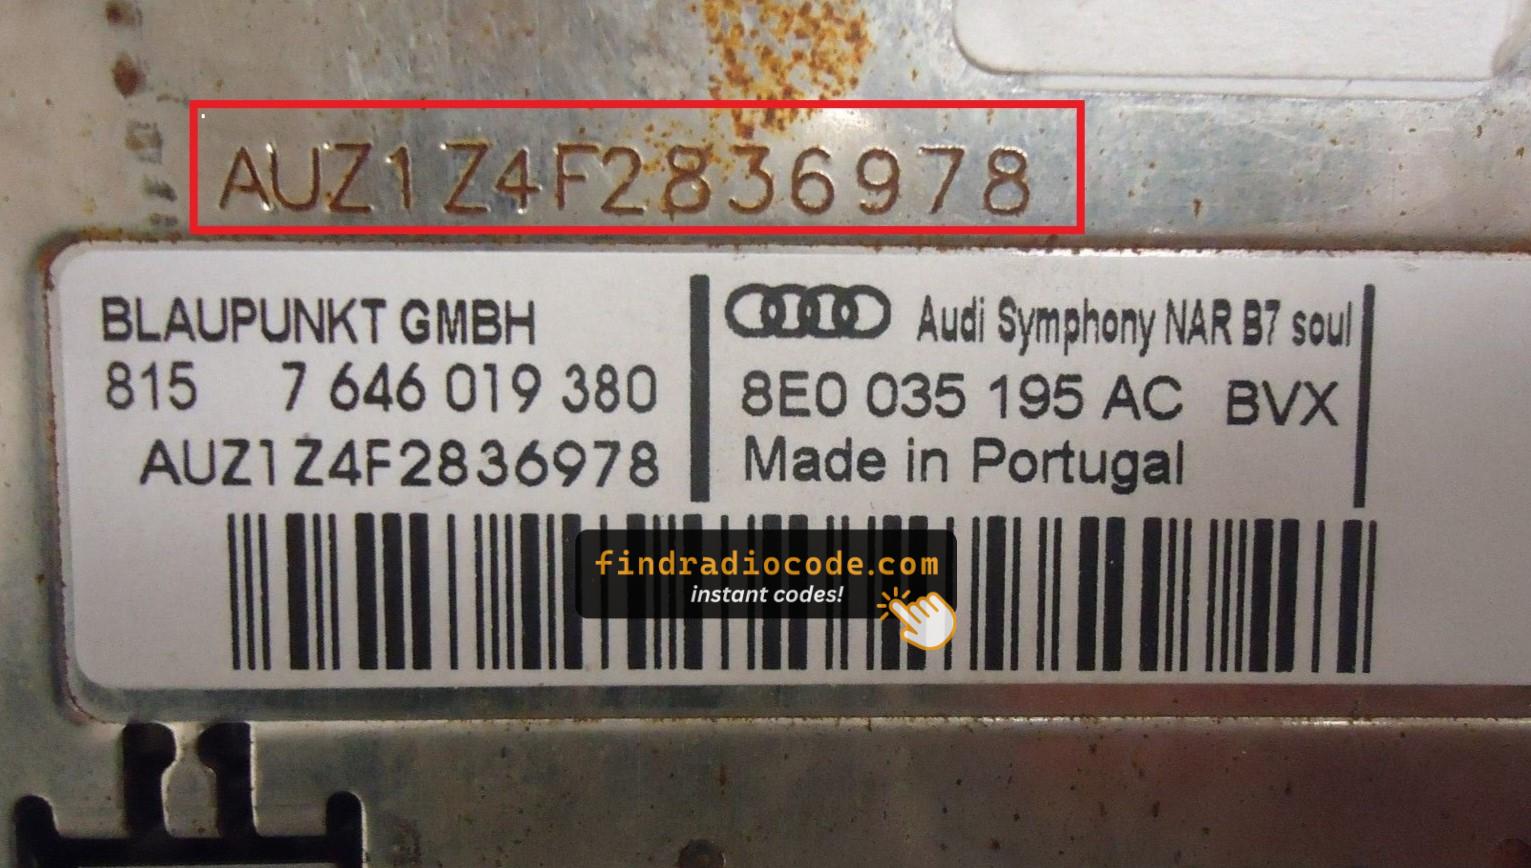 AUZ1Z4F2836978
BLAUPUNKT GMBH
815 7 646 019 380
AUZ1Z4F2836978
Audi Symphony NAR B7 soul
8E0 035 195 AC BVX
Made in Portugal
findradiocode.com
instant codes!